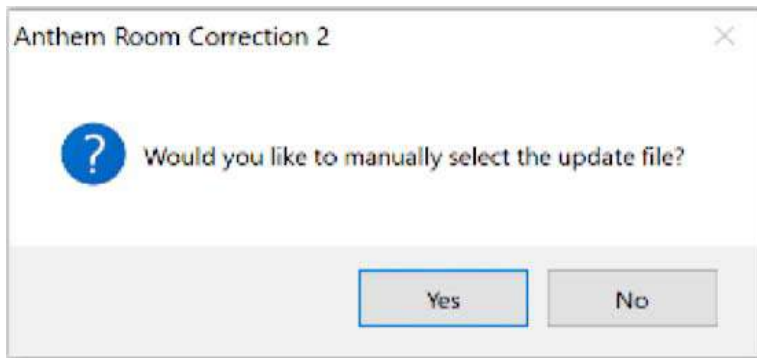 Anthem Room Correction 2
Would you like to manually select the update file?
Yes
No